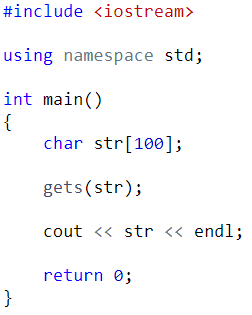 #include <iostream>
using namespace std;
int main()
{
    char str[100];
    gets(str);
    cout << str << endl;
    return 0;
}